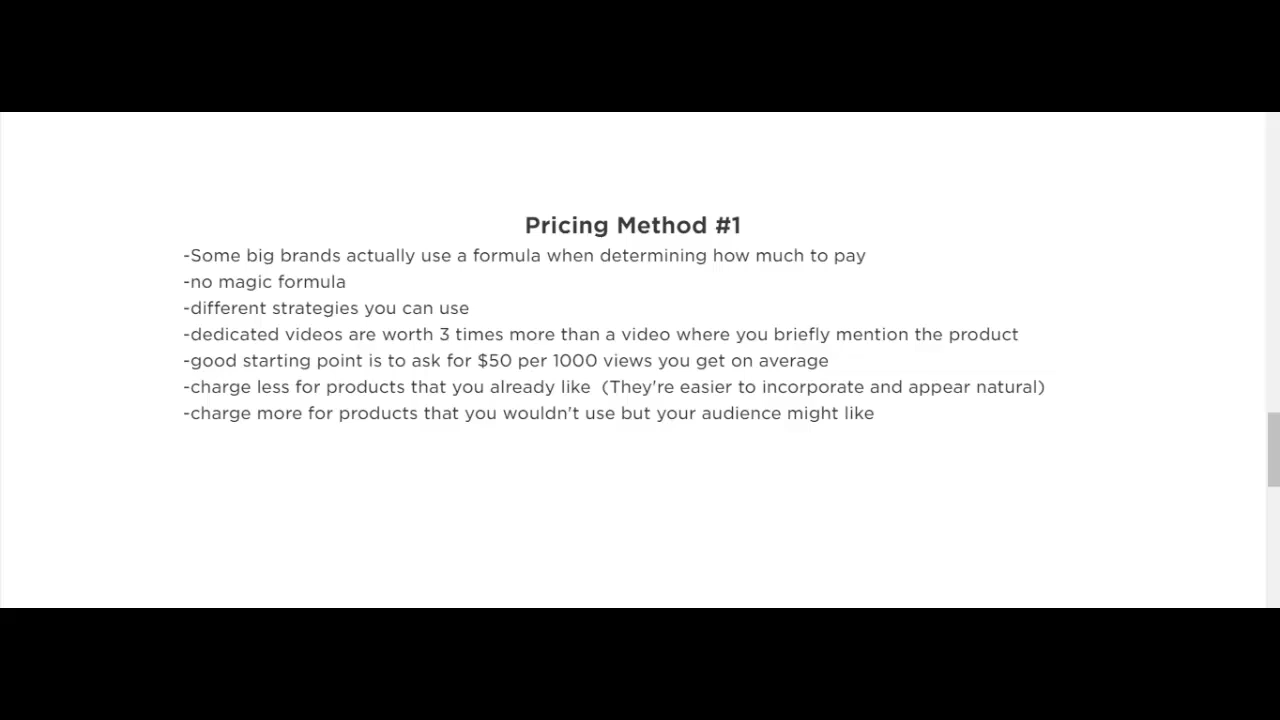 Pricing Method #1
-Some big brands actually use a formula when determining how much to pay
-no magic formula
-different strategies you can use
-dedicated videos are worth 3 times more than a video where you briefly mention the product
-good starting point is to ask for $50 per 1000 views you get on average
-charge less for products that you already like  (They're easier to incorporate and appear natural)
-charge more for products that you wouldn't use but your audience might like